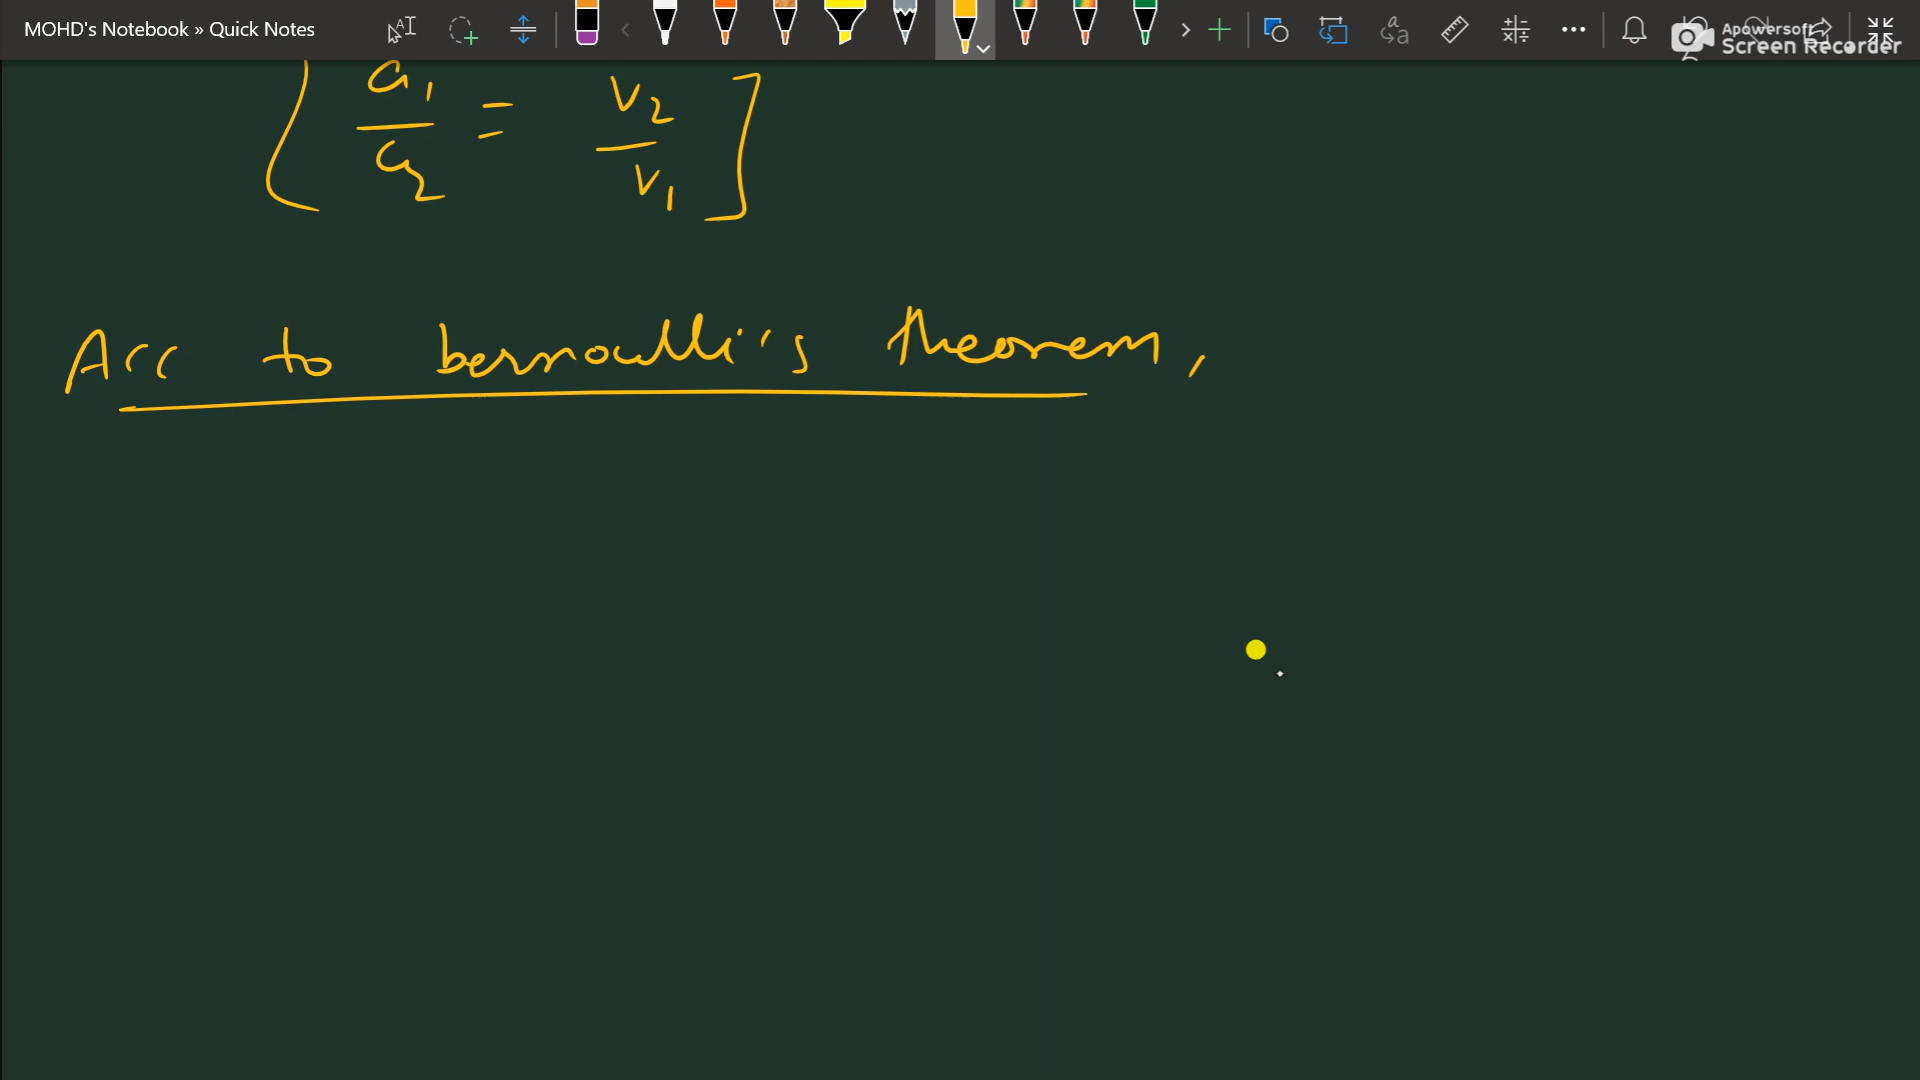 MOHD's Notebook » Quick Notes
Apowersoft
Screen Recorder
[ a1/a2 = v2/v1 ]
Acc to bernoulli's theorem,